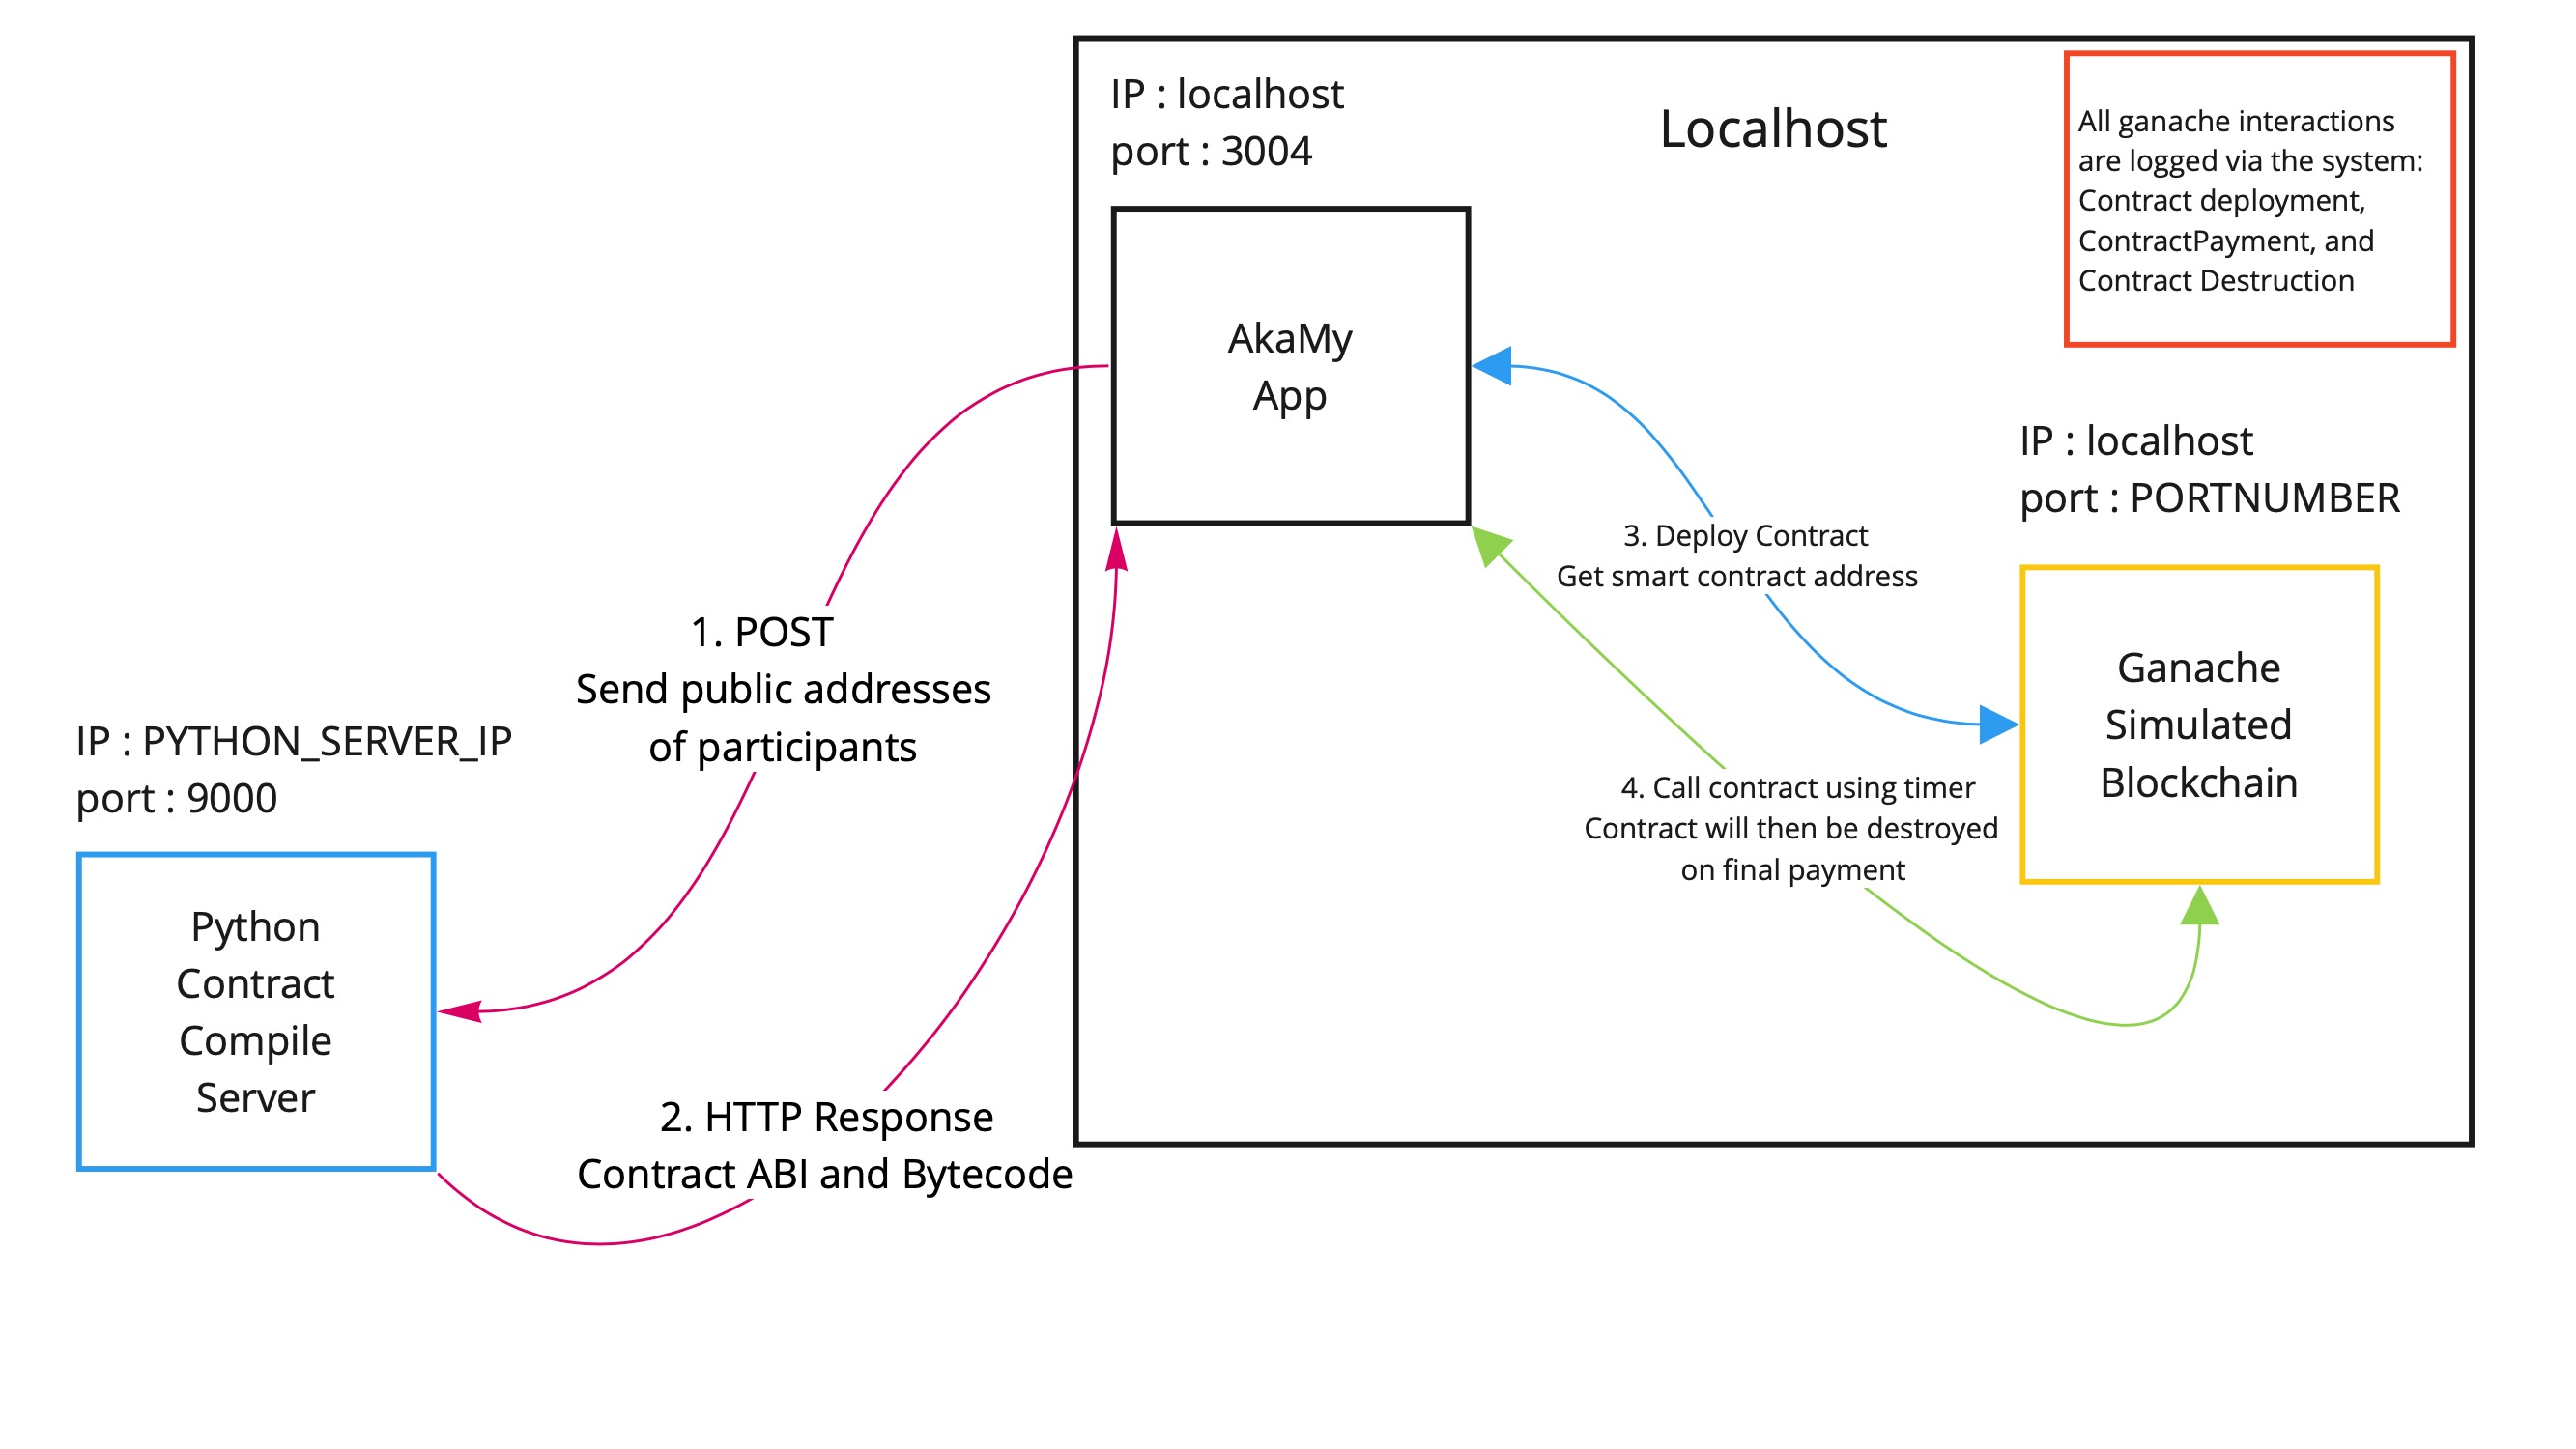 IP : localhost
port : 3004
Localhost
All ganache interactions
are logged via the system:
Contract deployment,
ContractPayment, and
Contract Destruction
AkaMy
App
IP : localhost
port : PORTNUMBER
3. Deploy Contract
Get smart contract address
1. POST
Send public addresses
of participants
Ganache
Simulated
Blockchain
IP : PYTHON_SERVER_IP
port : 9000
4. Call contract using timer
Contract will then be destroyed
on final payment
Python
Contract
Compile
Server
2. HTTP Response
Contract ABI and Bytecode